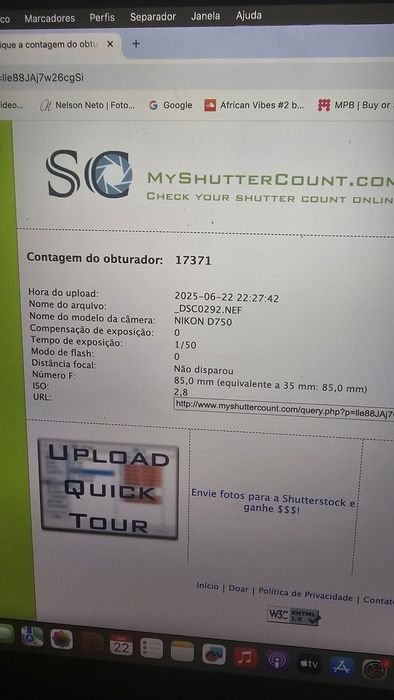 co Marcadores Perfis Separador Janela Ajuda
ique a contagem do obtu × +
=lle88JAj7w26cgSi
ideo... Nelson Neto | Foto... Google African Vibes #2 b... MPB | Buy or
SC
MYSHUTTERCOUNT.COM
CHECK YOUR SHUTTER COUNT ONLIN
Contagem do obturador: 17371
Hora do upload: 2025-06-22 22:27:42
Nome do arquivo: _DSC0292.NEF
Nome do modelo da câmera: NIKON D750
Compensação de exposição: 0
Tempo de exposição: 1/50
Modo de flash: 0
Distância focal: Não disparou
Número F: 85,0 mm (equivalente a 35 mm: 85,0 mm)
ISO: 2,8
URL: http://www.myshuttercount.com/query.php?p=lle88JAj7
UPLOAD
QUICK
TOUR
Envie fotos para a Shutterstock e
ganhe $$$!
Início | Doar | Política de Privacidade | Contat
W3C XHTML 1.0
JUN
22
tv